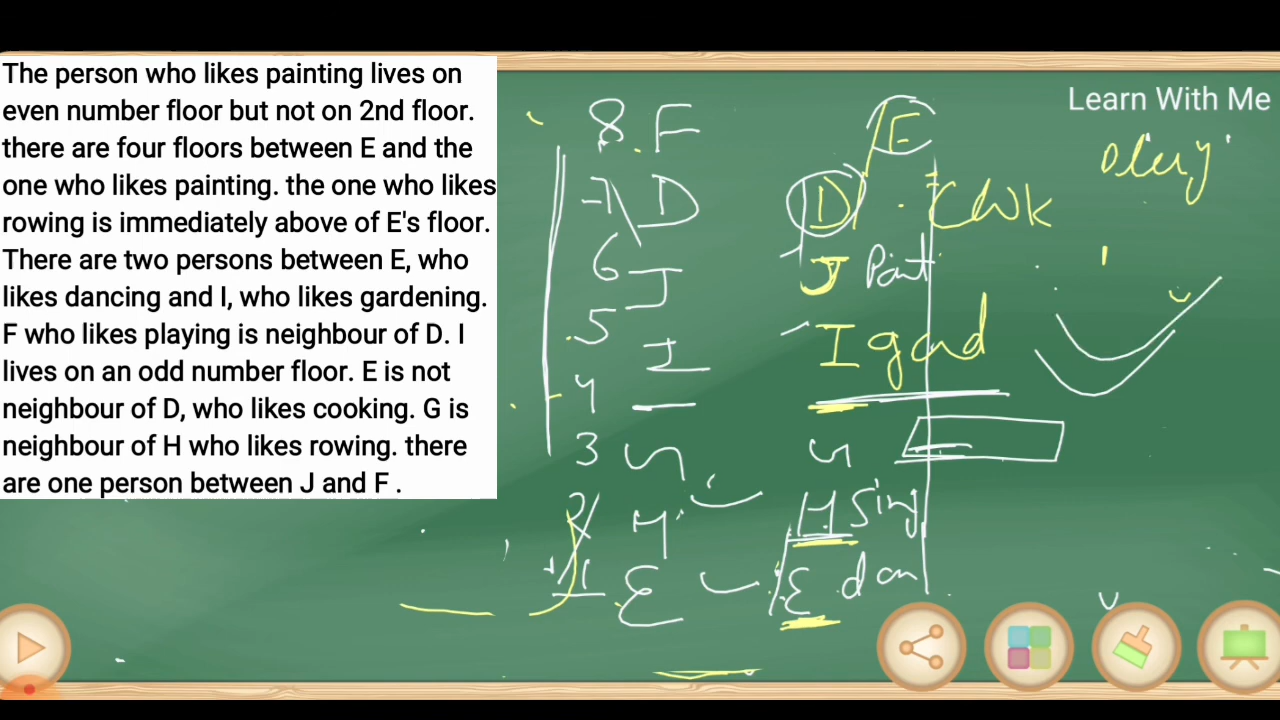 The person who likes painting lives on
even number floor but not on 2nd floor.
there are four floors between E and the
one who likes painting. the one who likes
rowing is immediately above of E's floor.
There are two persons between E, who
likes dancing and I, who likes gardening.
F who likes playing is neighbour of D. I
lives on an odd number floor. E is not
neighbour of D, who likes cooking. G is
neighbour of H who likes rowing. there
are one person between J and F .
Learn With Me
8. F E
7 D D
6 J J
5 I I
4
3
2 H H Sing
1 E E dan